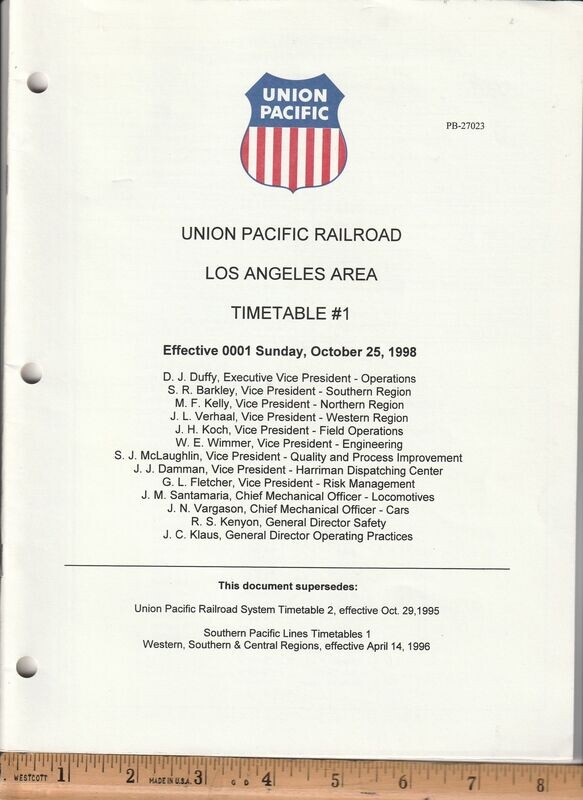 UNION
PACIFIC
PB-27023
UNION PACIFIC RAILROAD
LOS ANGELES AREA
TIMETABLE #1
Effective 0001 Sunday, October 25, 1998
D. J. Duffy, Executive Vice President - Operations
S. R. Barkley, Vice President - Southern Region
M. F. Kelly, Vice President - Northern Region
J. L. Verhaal, Vice President - Western Region
J. H. Koch, Vice President - Field Operations
W. E. Wimmer, Vice President - Engineering
S. J. McLaughlin, Vice President - Quality and Process Improvement
J. J. Damman, Vice President - Harriman Dispatching Center
G. L. Fletcher, Vice President - Risk Management
J. M. Santamaria, Chief Mechanical Officer - Locomotives
J. N. Vargason, Chief Mechanical Officer - Cars
R. S. Kenyon, General Director Safety
J. C. Klaus, General Director Operating Practices
This document supersedes:
Union Pacific Railroad System Timetable 2, effective Oct. 29,1995
Southern Pacific Lines Timetables 1
Western, Southern & Central Regions, effective April 14, 1996
WESTCOTT 1 2 MADE IN U.S.A. 3 4 5 6 7 8